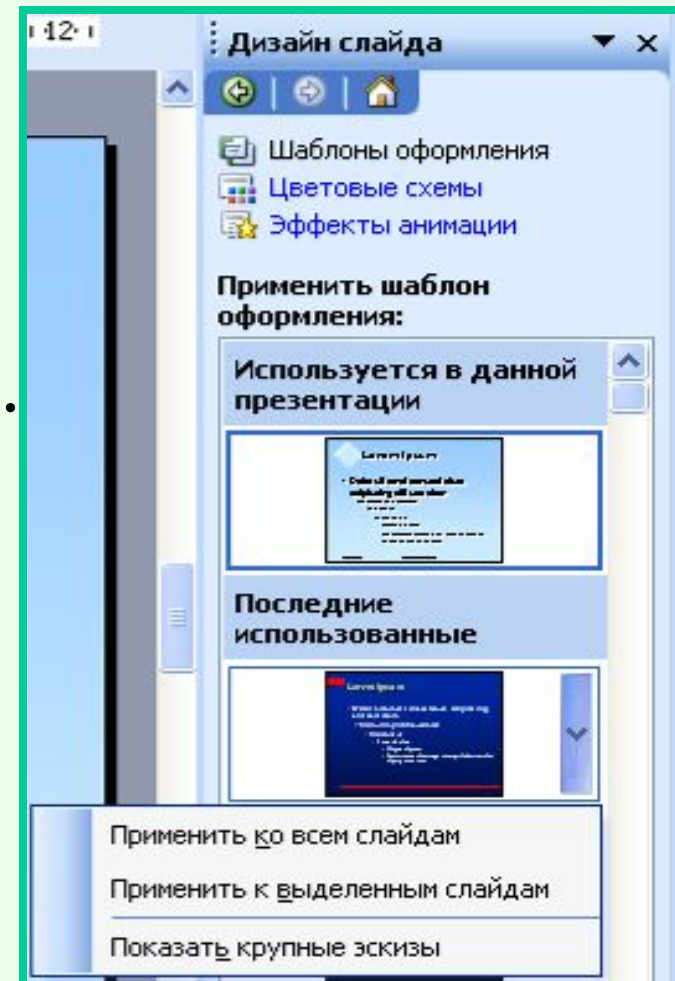 12
Дизайн слайда
Шаблоны оформления
Цветовые схемы
Эффекты анимации
Применить шаблон
оформления:
Используется в данной
презентации
Последние
использованные
Применить ко всем слайдам
Применить к выделенным слайдам
Показать крупные эскизы